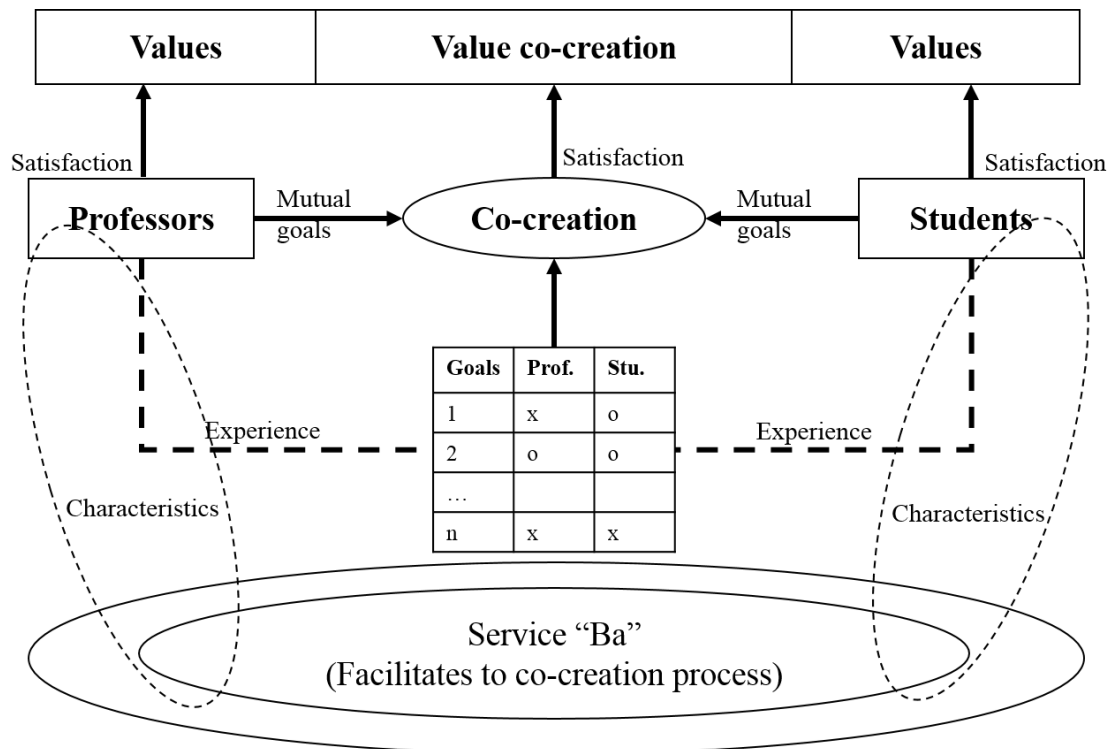 Values
Value co-creation
Values
Satisfaction
Satisfaction
Satisfaction
Professors
Mutual
goals
Co-creation
Mutual
goals
Students
Goals Prof. Stu.
1 x o
2 o o
…
n x x
Experience
Experience
Characteristics
Characteristics
Service “Ba”
(Facilitates to co-creation process)